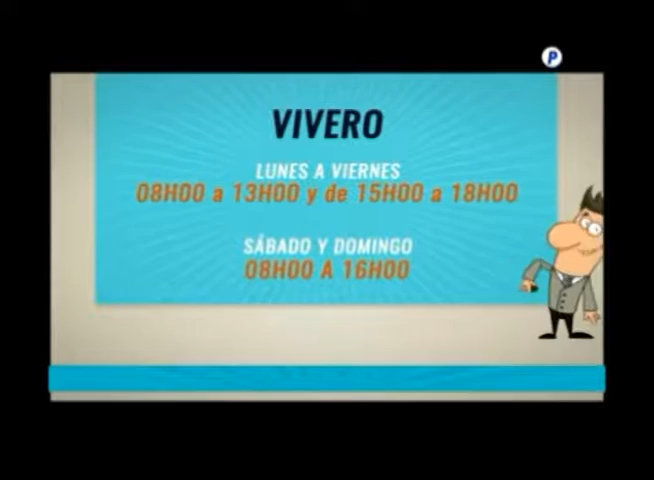 P
VIVERO
LUNES A VIERNES
08H00 a 13H00 y de 15H00 a 18H00
SÁBADO Y DOMINGO
08H00 A 16H00